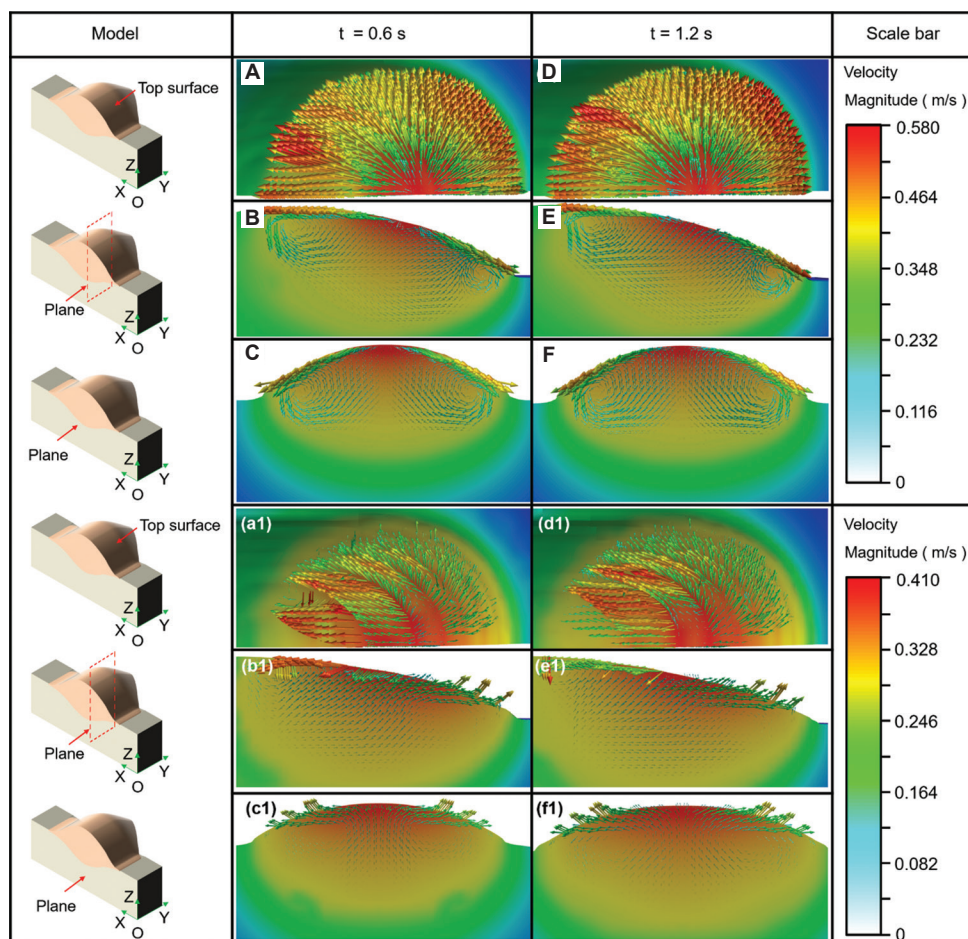 Model
t = 0.6 s
t = 1.2 s
Scale bar
Top surface
Z
X
Y
O
A
D
Velocity
Magnitude ( m/s )
0.580
0.464
0.348
0.232
0.116
0
Plane
Z
X
Y
O
B
E
Plane
Z
X
Y
O
C
F
Top surface
Z
X
Y
O
(a1)
(d1)
Velocity
Magnitude ( m/s )
0.410
0.328
0.246
0.164
0.082
0
Plane
Z
X
Y
O
(b1)
(e1)
Plane
Z
X
Y
O
(c1)
(f1)